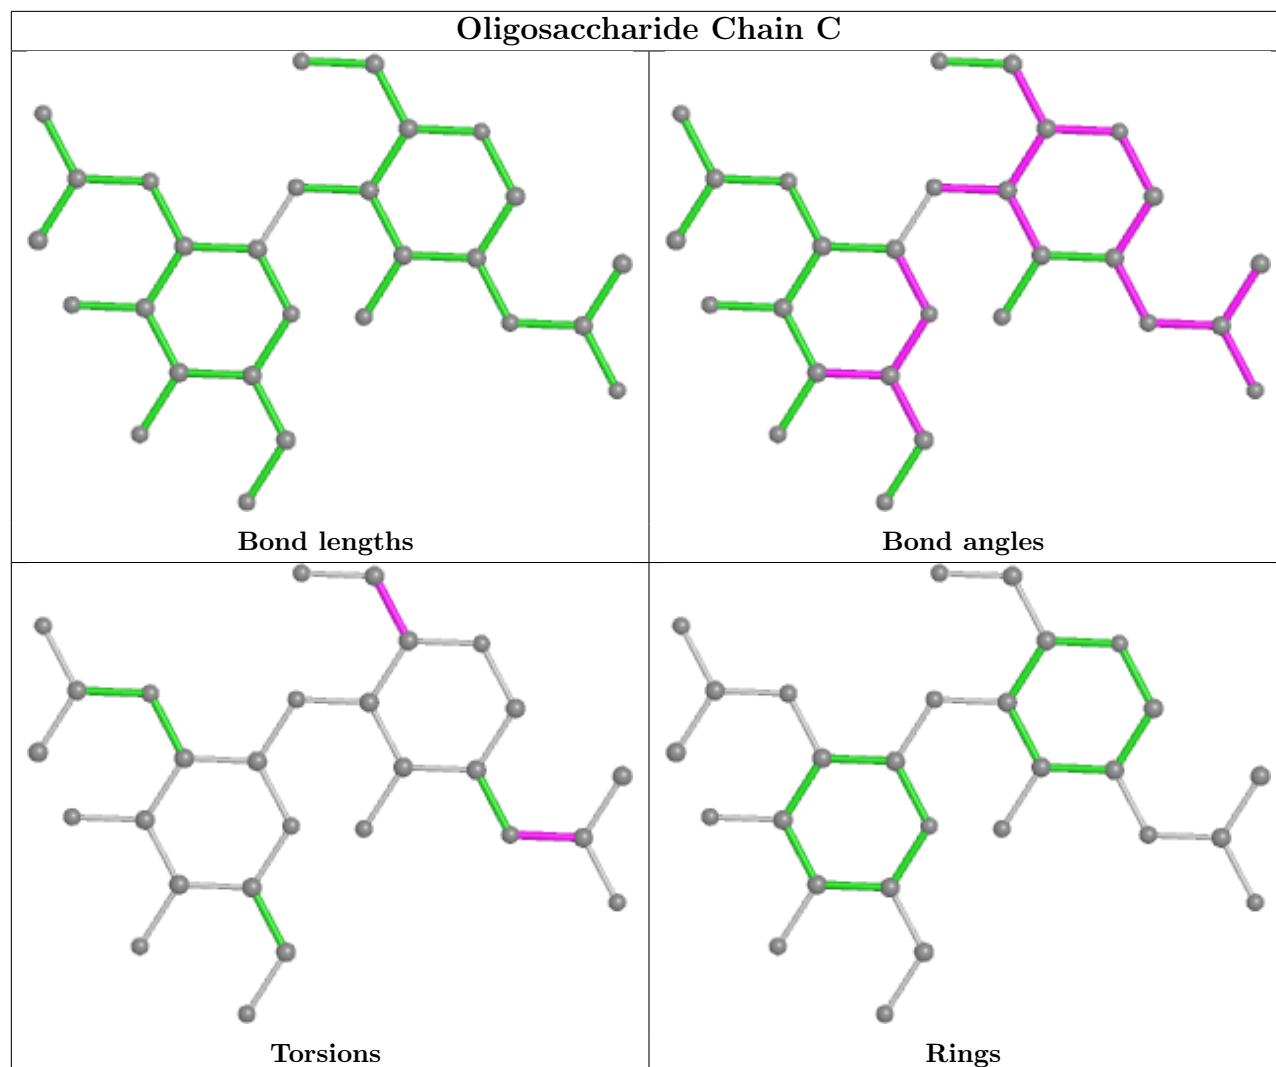 Oligosaccharide Chain C
Bond lengths
Bond angles
Torsions
Rings